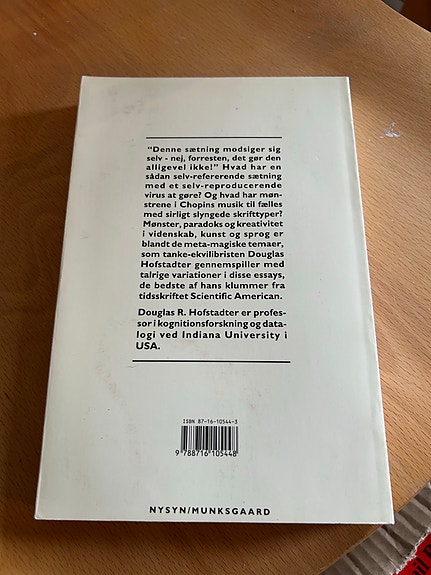 "Denne sætning modsiger sig
selv - nej, forresten, det gør den
alligevel ikke!" Hvad har en
sådan selv-refererende sætning
med et selv-reproducerende
virus at gøre? Og hvad har møn-
strene i Chopins musik til fælles
med sirligt slyngede skrifttyper?
Mønster, paradoks og kreativitet
i videnskab, kunst og sprog er
blandt de meta-magiske temaer,
som tanke-ekvilibristen Douglas
Hofstadter gennemspiller med
talrige variationer i disse essays,
de bedste af hans klummer fra
tidsskriftet Scientific American.
Douglas R. Hofstadter er profes-
sor i kognitionsforskning og data-
logi ved Indiana University i
USA.
ISBN 87-16-10544-3
9 788716 105448
NYSYN/MUNKSGAARD